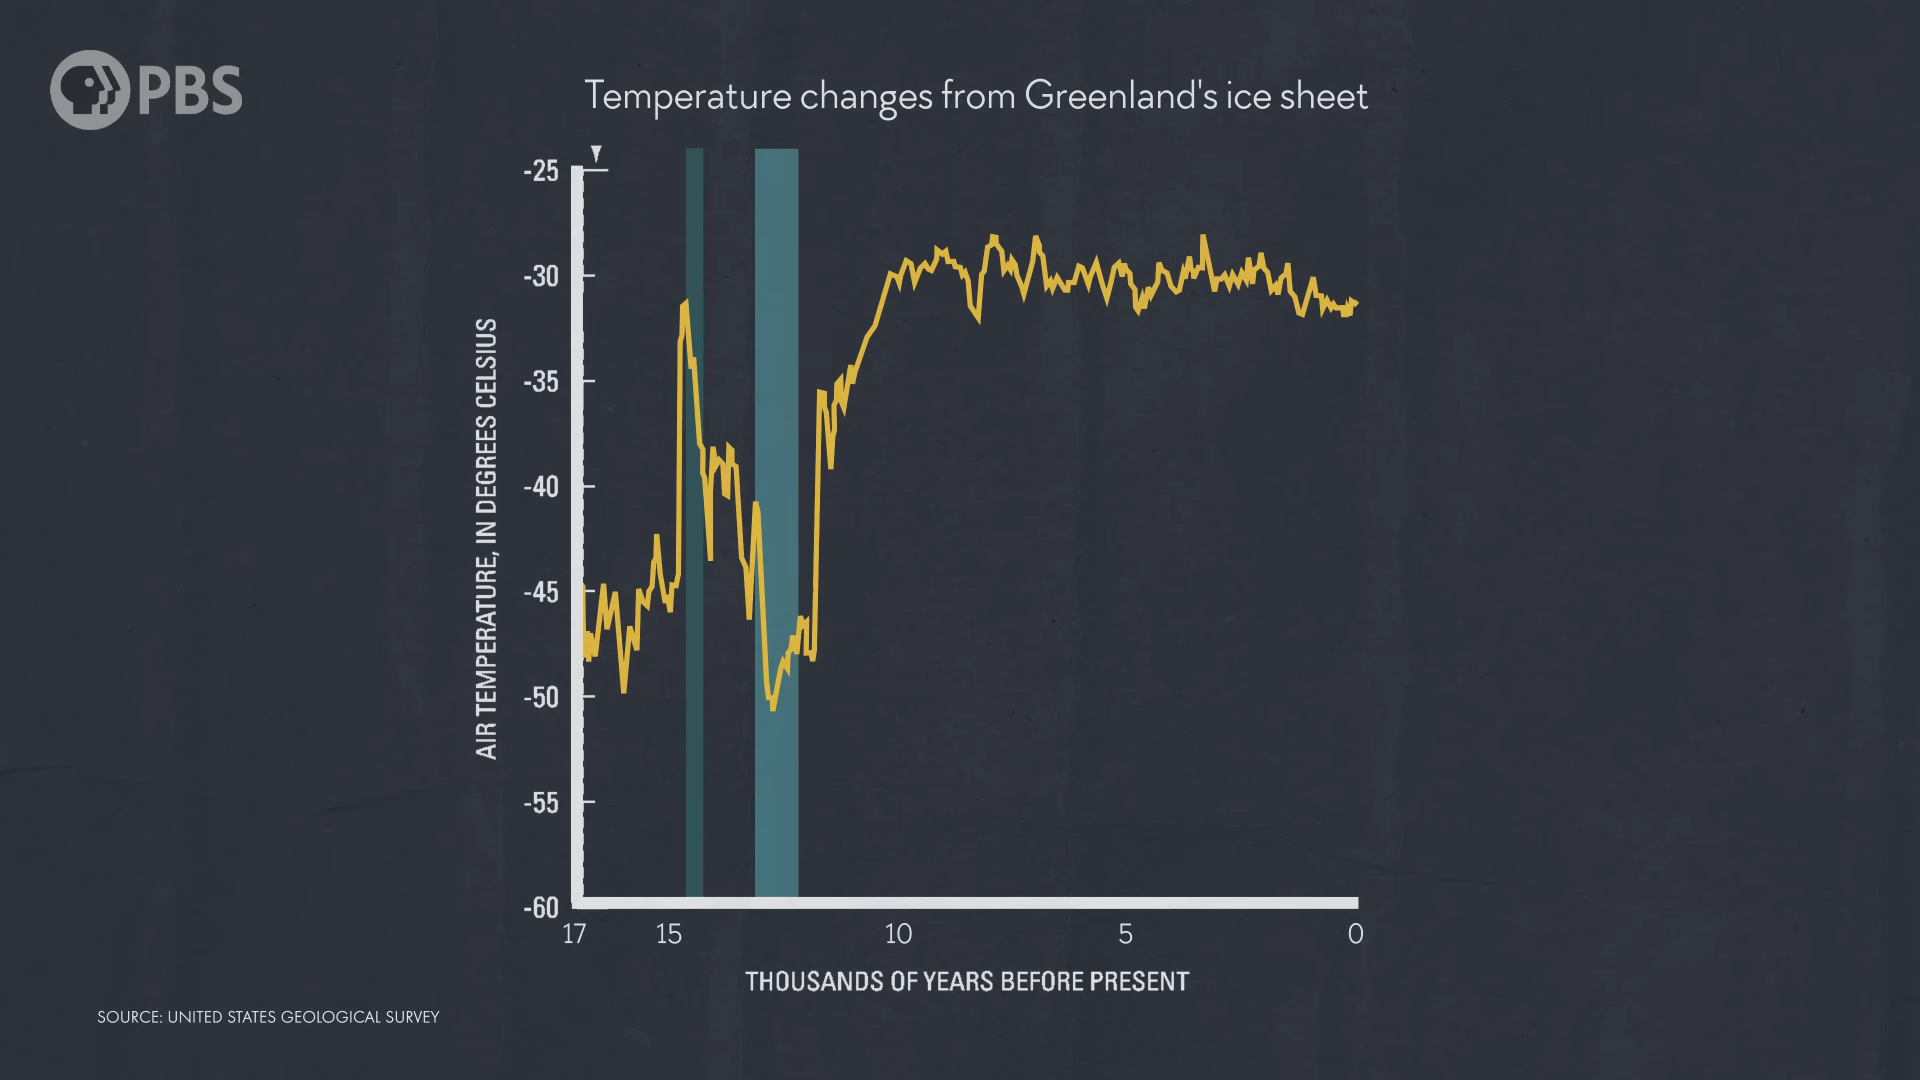 PBS
Temperature changes from Greenland's ice sheet
-25
-30
-35
-40
-45
-50
-55
-60
AIR TEMPERATURE, IN DEGREES CELSIUS
17 15 10 5 0
THOUSANDS OF YEARS BEFORE PRESENT
SOURCE: UNITED STATES GEOLOGICAL SURVEY